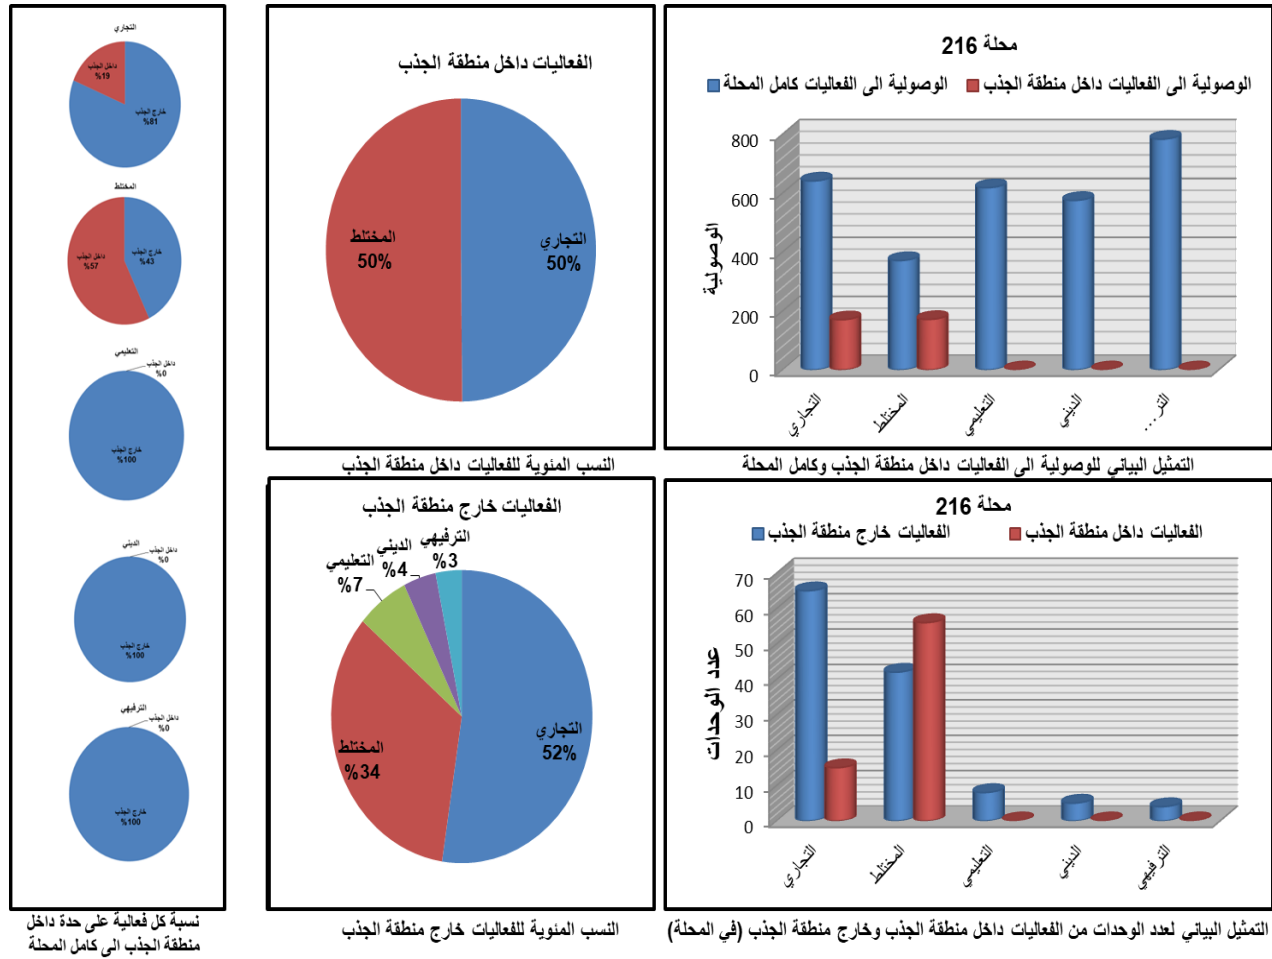 محلة 216
الوصولية الى الفعاليات كامل المحلة
الوصولية الى الفعاليات داخل منطقة الجذب
الوصولية
800
600
400
200
0
التجاري
المختلط
التعليمي
الديني
التر...
التمثيل البياني للوصولية الى الفعاليات داخل منطقة الجذب وكامل المحلة
الفعاليات داخل منطقة الجذب
التجاري
50%
المختلط
50%
النسب المئوية للفعاليات داخل منطقة الجذب
التجاري
داخل الجذب
%19
خارج الجذب
%81
المختلط
خارج الجذب
%43
داخل الجذب
%57
التعليمي
داخل الجذب
%0
خارج الجذب
%100
الديني
داخل الجذب
%0
خارج الجذب
%100
الترفيهي
داخل الجذب
%0
خارج الجذب
%100
نسبة كل فعالية على حدة داخل
منطقة الجذب الى كامل المحلة
محلة 216
الفعاليات خارج منطقة الجذب
الفعاليات داخل منطقة الجذب
عدد الوحدات
70
60
50
40
30
20
10
0
التجاري
المختلط
التعليمي
الديني
الترفيهي
التمثيل البياني لعدد الوحدات من الفعاليات داخل منطقة الجذب وخارج منطقة الجذب (في المحلة)
الفعاليات خارج منطقة الجذب
الترفيهي
%3
الديني
%4
التعليمي
%7
التجاري
52%
المختلط
%34
النسب المئوية للفعاليات خارج منطقة الجذب